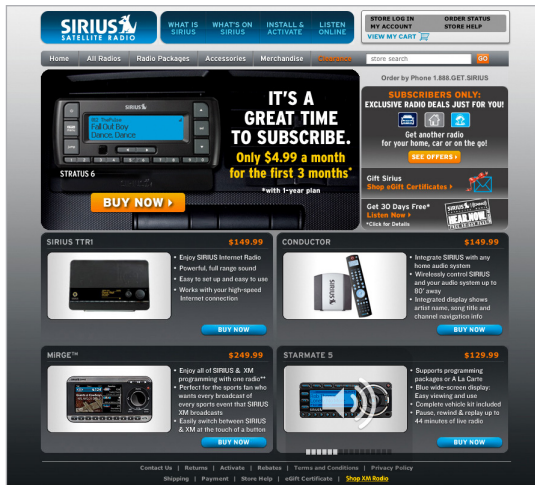 SIRIUS
SATELLITE RADIO
WHAT IS
SIRIUS
WHAT'S ON
SIRIUS
INSTALL &
ACTIVATE
LISTEN
ONLINE
STORE LOG IN
ORDER STATUS
MY ACCOUNT
STORE HELP
VIEW MY CART
Home
All Radios
Radio Packages
Accessories
Merchandise
Clearance
store search
GO
Order by Phone 1.888.GET.SIRIUS
SIRIUS
Fall Out Boy
Dance, Dance
STRATUS 6
IT'S A
GREAT TIME
TO SUBSCRIBE.
Only $4.99 a month
for the first 3 months*
*with 1-year plan
BUY NOW
SUBSCRIBERS ONLY:
EXCLUSIVE RADIO DEALS JUST FOR YOU!
Get another radio
for your home, car or on the go!
SEE OFFERS
Gift Sirius
Shop eGift Certificates
Get 30 Days Free*
Listen Now
*Click for Details
SIRIUS
HEAR NOW
SIRIUS TTR1
$149.99
• Enjoy SIRIUS Internet Radio
• Powerful, full range sound
• Easy to set up and easy to use
• Works with your high-speed
Internet connection
BUY NOW
CONDUCTOR
$149.99
• Integrate SIRIUS with any
home audio system
• Wirelessly control SIRIUS
and your audio system up to
80' away
• Integrated display shows
artist name, song title and
channel navigation info
BUY NOW
MiRGE™
$249.99
• Enjoy all of SIRIUS & XM
programming with one radio**
• Perfect for the sports fan who
wants every broadcast of
every sports event that SIRIUS
XM broadcasts
• Easily switch between SIRIUS
& XM at the touch of a button
BUY NOW
STARMATE 5
$129.99
• Supports programming
packages or A La Carte
• Blue wide-screen display:
Easy viewing and use
• Complete vehicle kit included
• Pause, rewind & replay up to
44 minutes of live radio
BUY NOW
Contact Us | Returns | Activate | Rebates | Terms and Conditions | Privacy Policy
Shipping | Payment | Store Help | eGift Certificate | Shop XM Radio